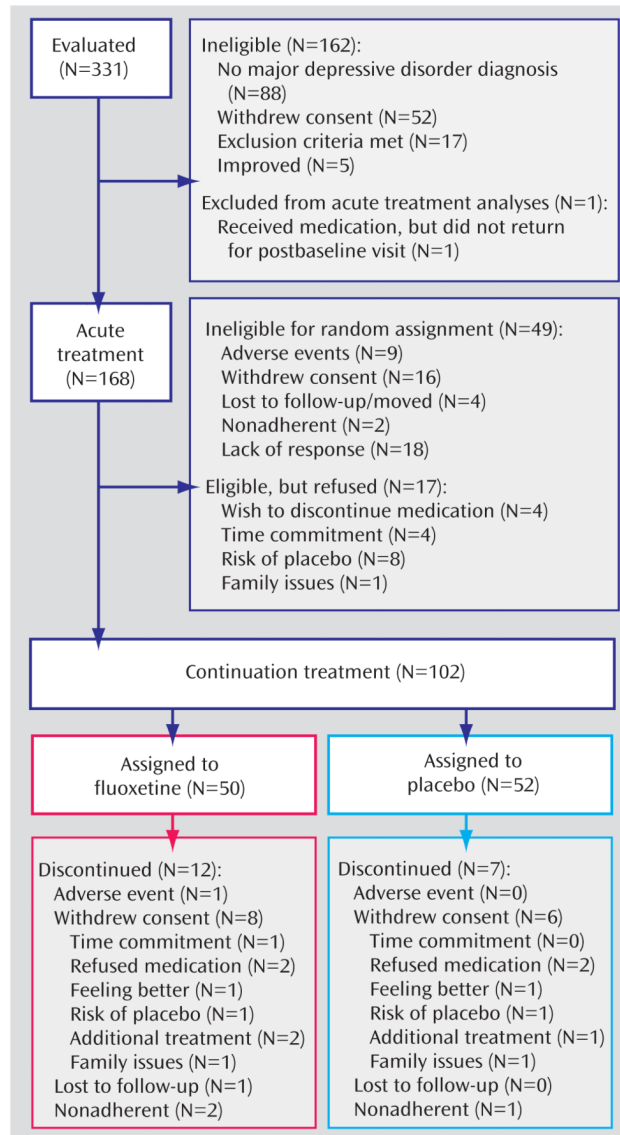 Evaluated
(N=331)
Ineligible (N=162):
No major depressive disorder diagnosis
(N=88)
Withdrew consent (N=52)
Exclusion criteria met (N=17)
Improved (N=5)
Excluded from acute treatment analyses (N=1):
Received medication, but did not return
for postbaseline visit (N=1)
Acute
treatment
(N=168)
Ineligible for random assignment (N=49):
Adverse events (N=9)
Withdrew consent (N=16)
Lost to follow-up/moved (N=4)
Nonadherent (N=2)
Lack of response (N=18)
Eligible, but refused (N=17):
Wish to discontinue medication (N=4)
Time commitment (N=4)
Risk of placebo (N=8)
Family issues (N=1)
Continuation treatment (N=102)
Assigned to
fluoxetine (N=50)
Assigned to
placebo (N=52)
Discontinued (N=12):
Adverse event (N=1)
Withdrew consent (N=8)
Time commitment (N=1)
Refused medication (N=2)
Feeling better (N=1)
Risk of placebo (N=1)
Additional treatment (N=2)
Family issues (N=1)
Lost to follow-up (N=1)
Nonadherent (N=2)
Discontinued (N=7):
Adverse event (N=0)
Withdrew consent (N=6)
Time commitment (N=0)
Refused medication (N=2)
Feeling better (N=1)
Risk of placebo (N=1)
Additional treatment (N=1)
Family issues (N=1)
Lost to follow-up (N=0)
Nonadherent (N=1)